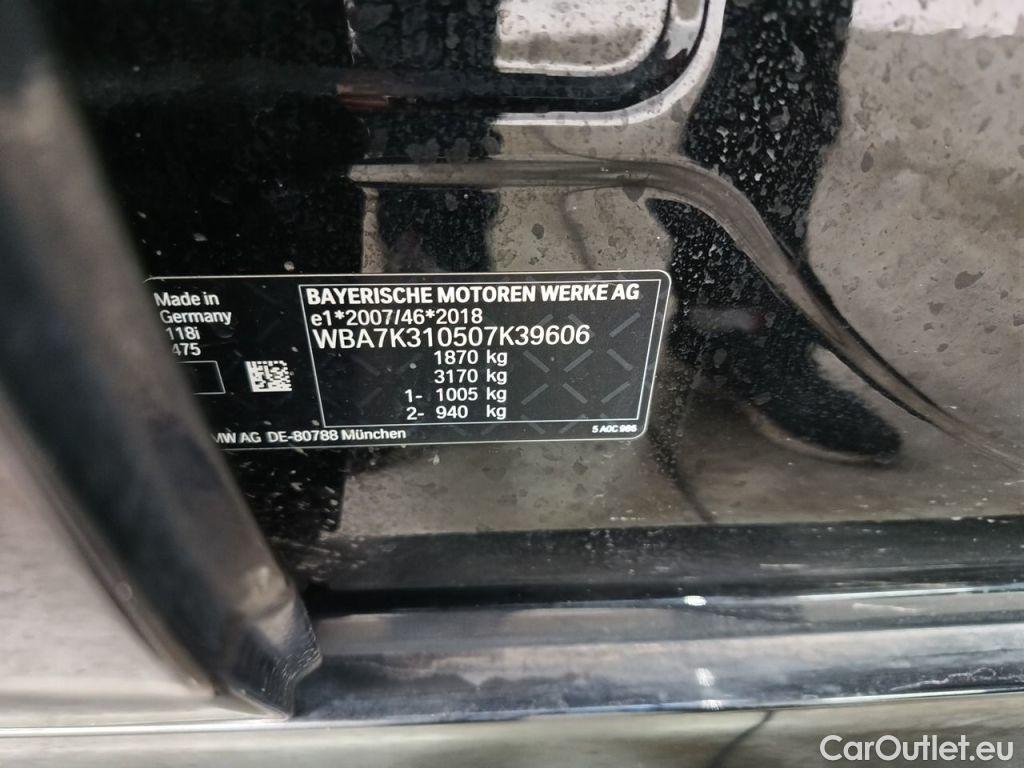 Made in
Germany
118i
475
BAYERISCHE MOTOREN WERKE AG
e1*2007/46*2018
WBA7K310507K39606
1870 kg
3170 kg
1- 1005 kg
2- 940 kg
MW AG DE-80788 München
5 A0C 986
CarOutlet.eu